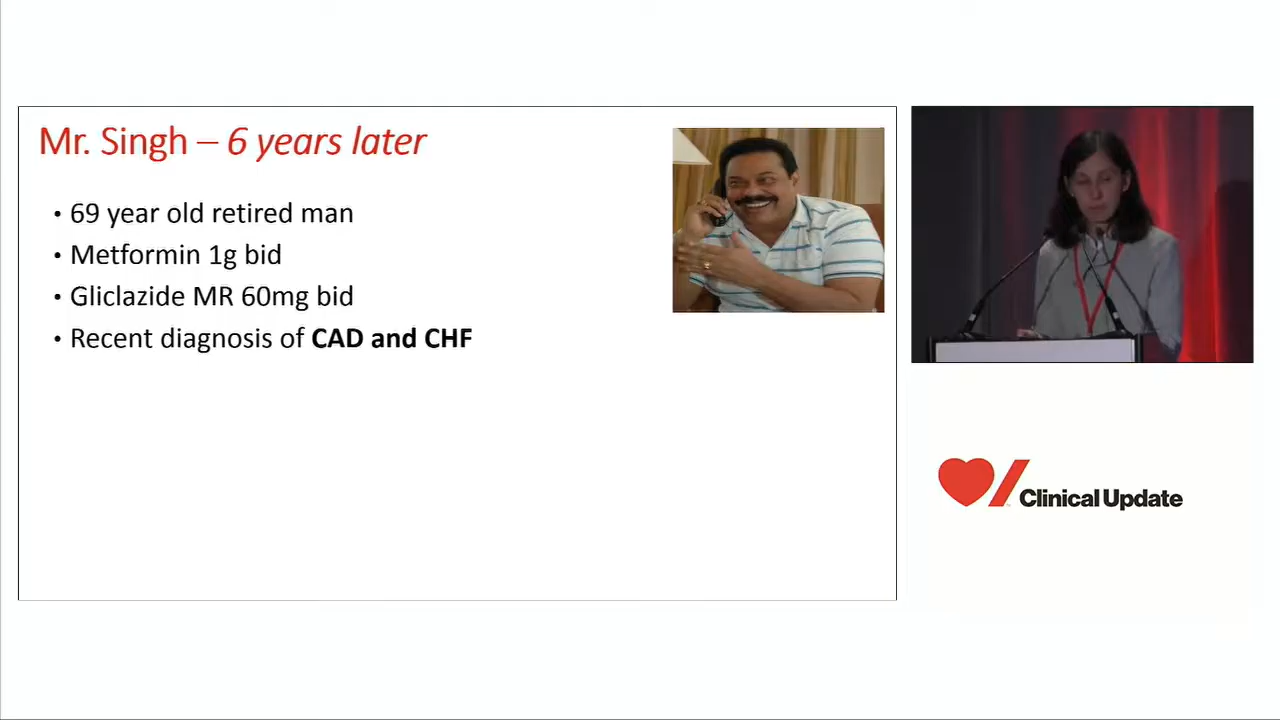 Mr. Singh – 6 years later
• 69 year old retired man
• Metformin 1g bid
• Gliclazide MR 60mg bid
• Recent diagnosis of CAD and CHF
Clinical Update